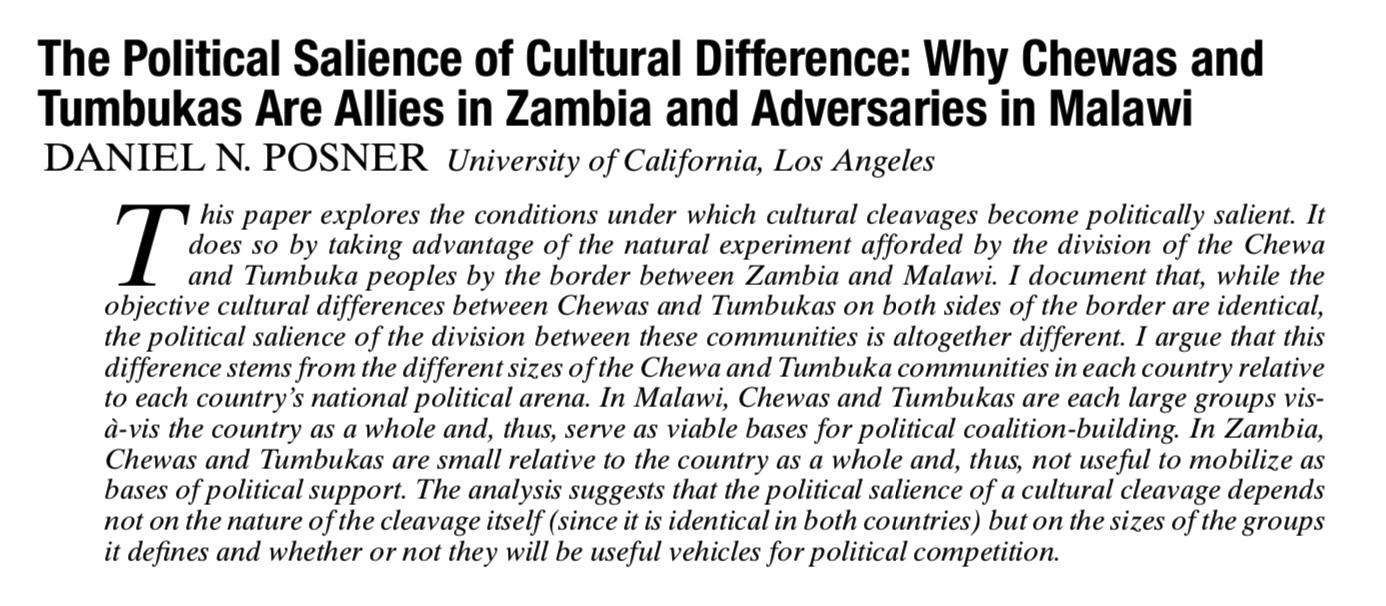 The Political Salience of Cultural Difference: Why Chewas and
Tumbukas Are Allies in Zambia and Adversaries in Malawi
DANIEL N. POSNER University of California, Los Angeles
This paper explores the conditions under which cultural cleavages become politically salient. It
does so by taking advantage of the natural experiment afforded by the division of the Chewa
and Tumbuka peoples by the border between Zambia and Malawi. I document that, while the
objective cultural differences between Chewas and Tumbukas on both sides of the border are identical,
the political salience of the division between these communities is altogether different. I argue that this
difference stems from the different sizes of the Chewa and Tumbuka communities in each country relative
to each country's national political arena. In Malawi, Chewas and Tumbukas are each large groups vis-
à-vis the country as a whole and, thus, serve as viable bases for political coalition-building. In Zambia,
Chewas and Tumbukas are small relative to the country as a whole and, thus, not useful to mobilize as
bases of political support. The analysis suggests that the political salience of a cultural cleavage depends
not on the nature of the cleavage itself (since it is identical in both countries) but on the sizes of the groups
it defines and whether or not they will be useful vehicles for political competition.